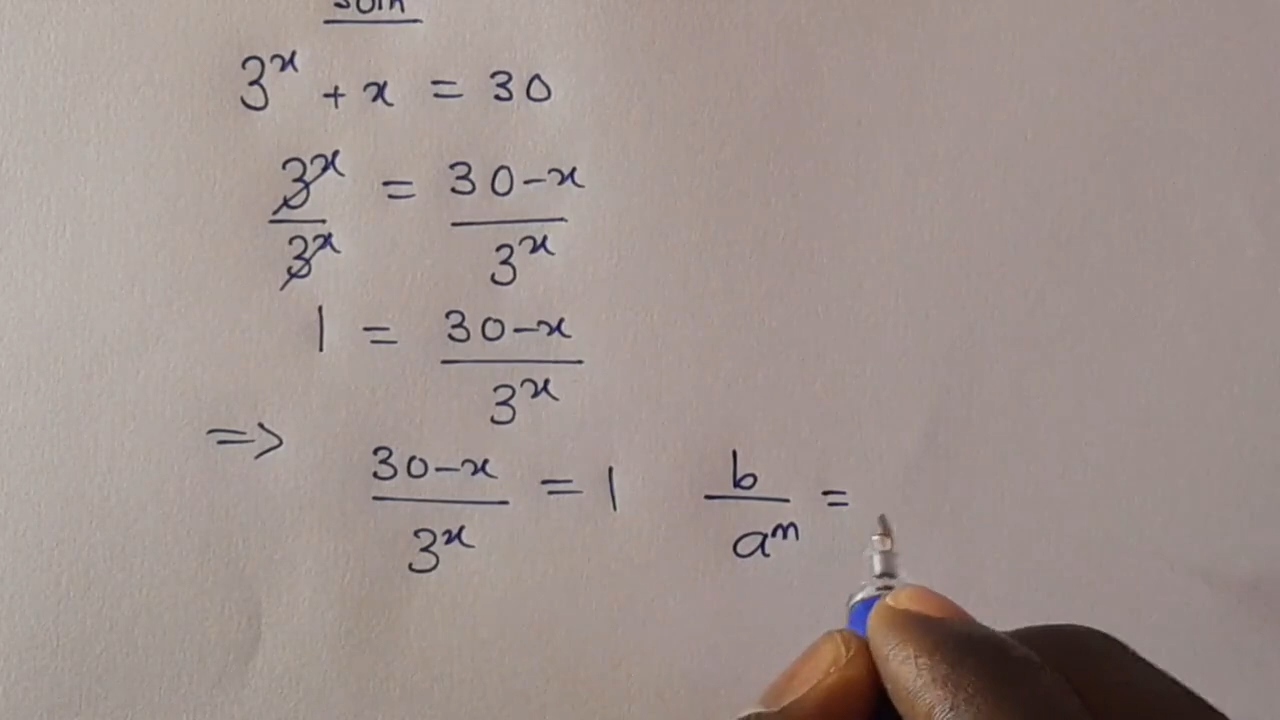 3^x + x = 30
3^x/3^x = 30-x/3^x
1 = 30-x/3^x
=> 30-x/3^x = 1 b/a^m =